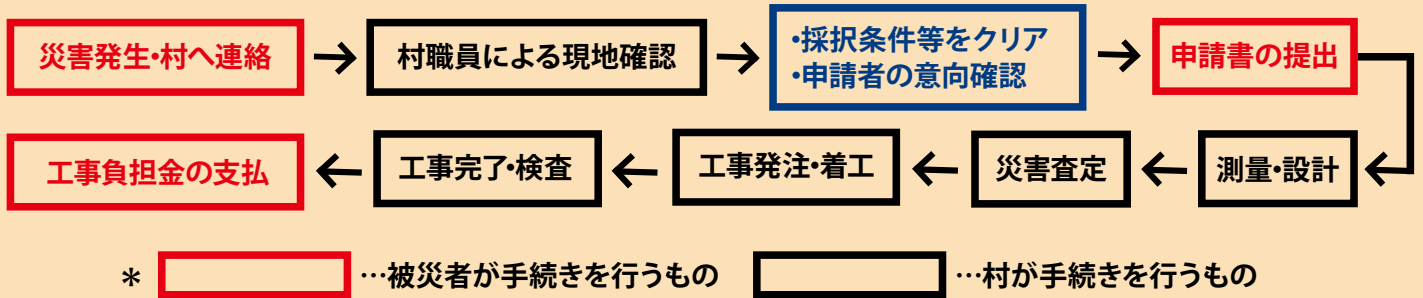 災害発生・村へ連絡
村職員による現地確認
・採択条件等をクリア
・申請者の意向確認
申請書の提出
測量・設計
災害査定
工事発注・着工
工事完了・検査
工事負担金の支払
＊ …被災者が手続きを行うもの …村が手続きを行うもの